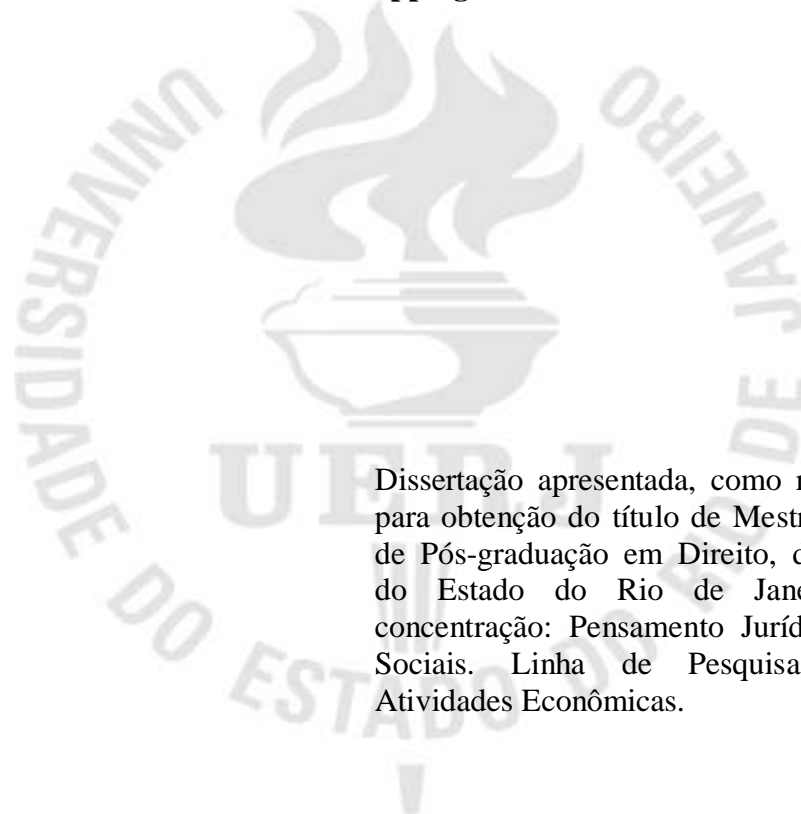 UNIVERSIDADE DO ESTADO DO RIO DE JANEIRO
UERJ
Dissertação apresentada, como
para obtenção do título de
de Pós-graduação em Direito,
do Estado do Rio de
concentração: Pensamento
Sociais. Linha de Pesquisa
Atividades Econômicas.